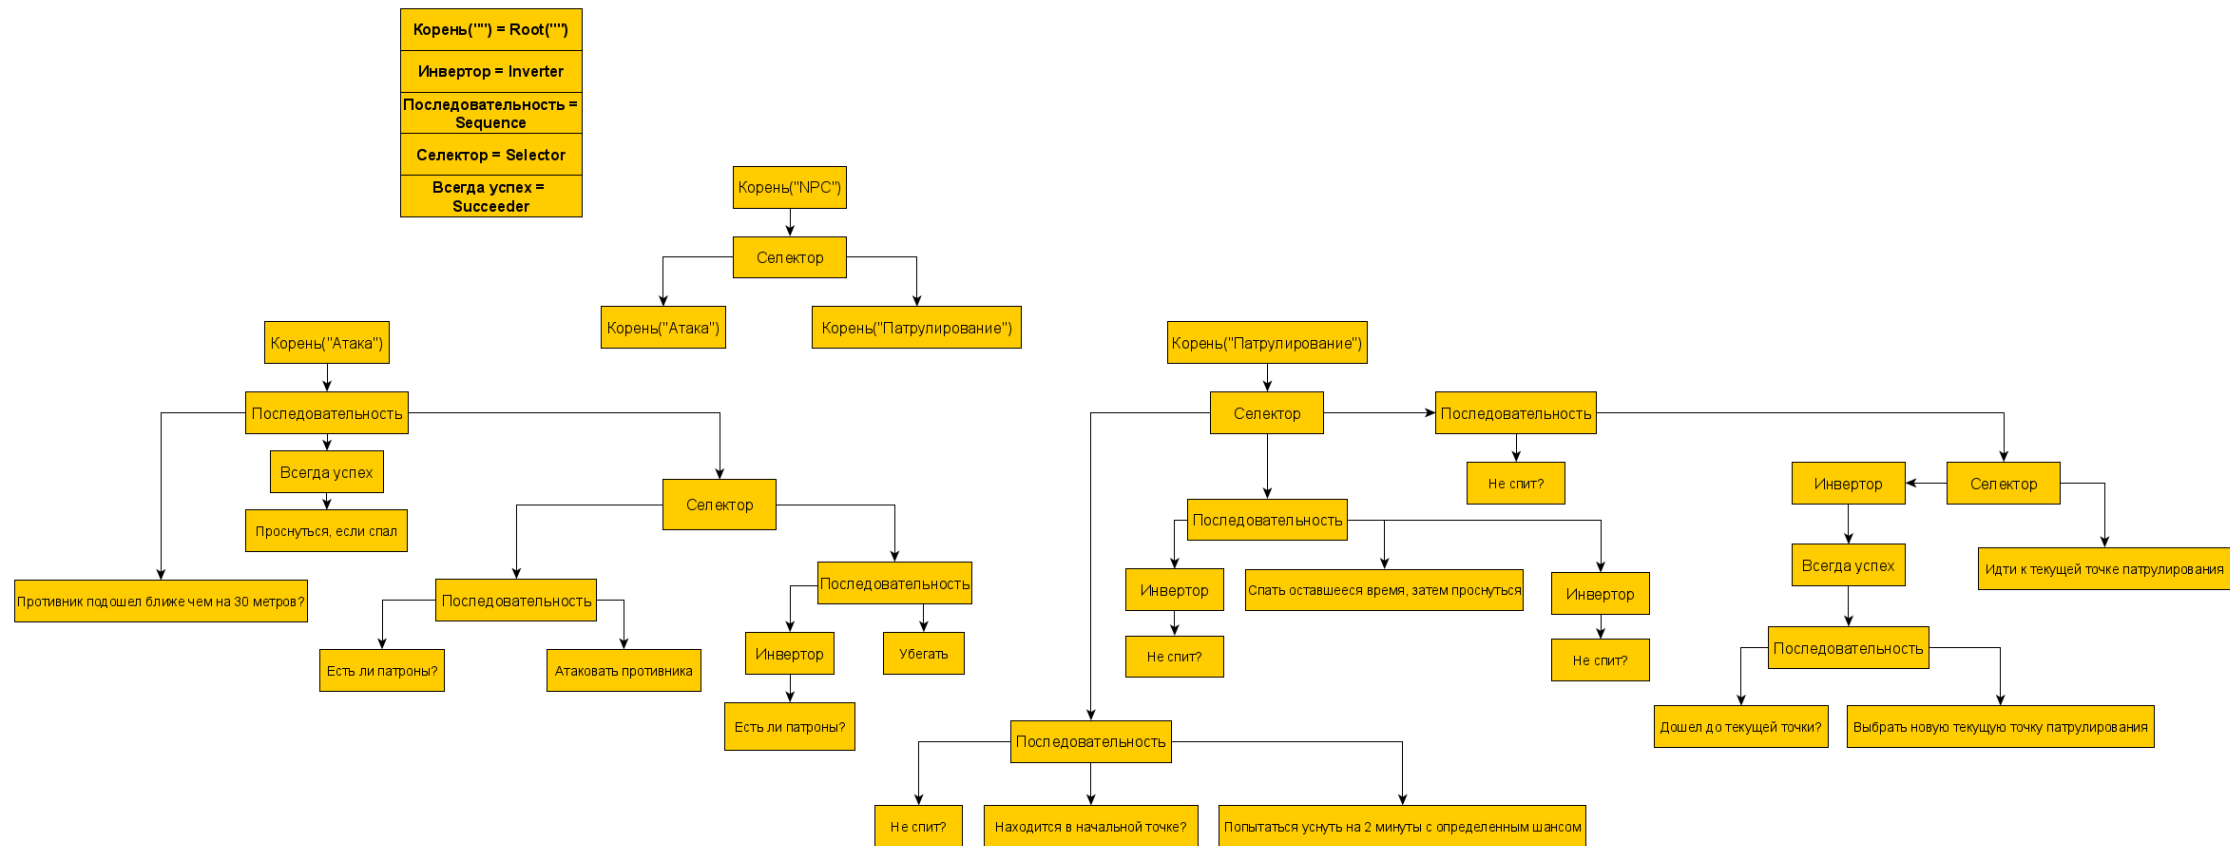 Корень("") = Root("")
Инвертор = Inverter
Последовательность =
Sequence
Селектор = Selector
Всегда успех =
Succeeder
Корень("NPC")
Селектор
Корень("Атака")
Корень("Патрулирование")
Корень("Атака")
Последовательность
Всегда успех
Проснуться, если спал
Селектор
Противник подошел ближе чем на 30 метров?
Последовательность
Есть ли патроны?
Атаковать противника
Последовательность
Инвертор
Убегать
Есть ли патроны?
Корень("Патрулирование")
Селектор
Последовательность
Не спит?
Инвертор
Селектор
Последовательность
Инвертор
Спать оставшееся время, затем проснуться
Инвертор
Не спит?
Не спит?
Всегда успех
Идти к текущей точке патрулирования
Последовательность
Дошел до текущей точки?
Выбрать новую текущую точку патрулирования
Последовательность
Не спит?
Находится в начальной точке?
Попытаться уснуть на 2 минуты с определенным шансом